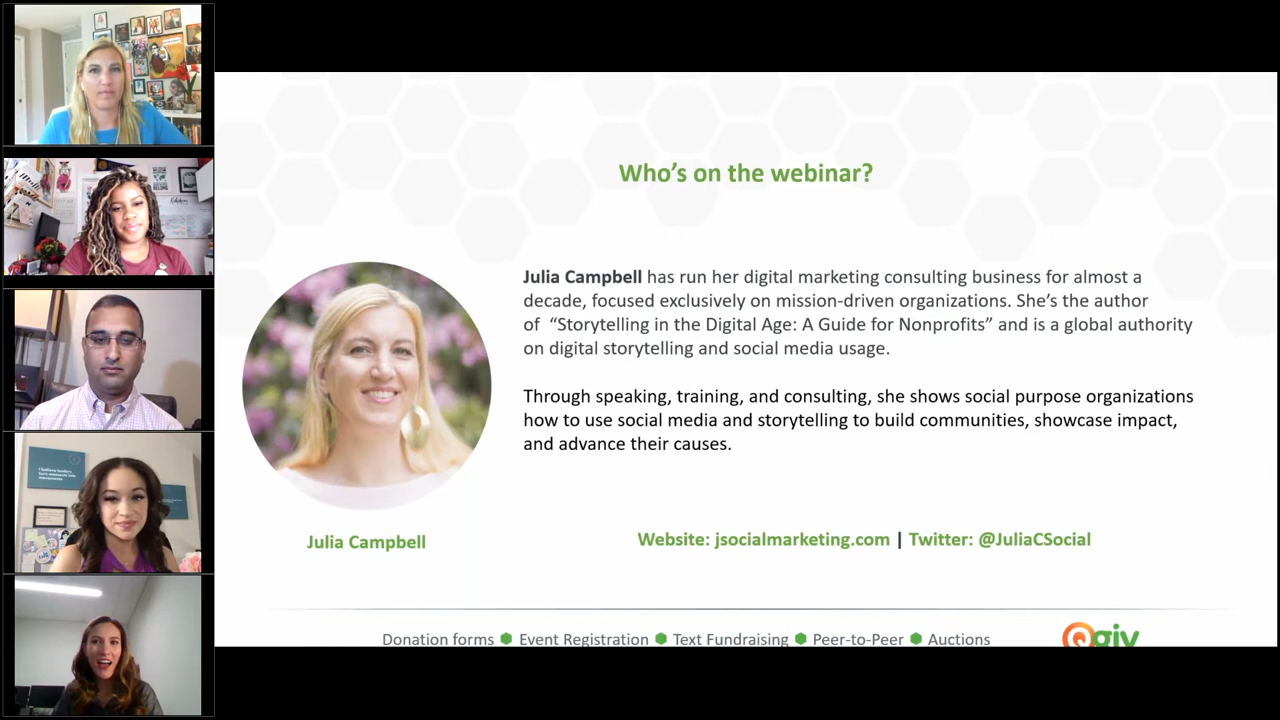 Who's on the webinar?
Julia Campbell has run her digital marketing consulting business for almost a
decade, focused exclusively on mission-driven organizations. She's the author
of “Storytelling in the Digital Age: A Guide for Nonprofits” and is a global authority
on digital storytelling and social media usage.
Through speaking, training, and consulting, she shows social purpose organizations
how to use social media and storytelling to build communities, showcase impact,
and advance their causes.
Julia Campbell
Website: jsocialmarketing.com | Twitter: @JuliaCSocial
Donation forms ⬢ Event Registration ⬢ Text Fundraising ⬢ Peer-to-Peer ⬢ Auctions
Qgiv